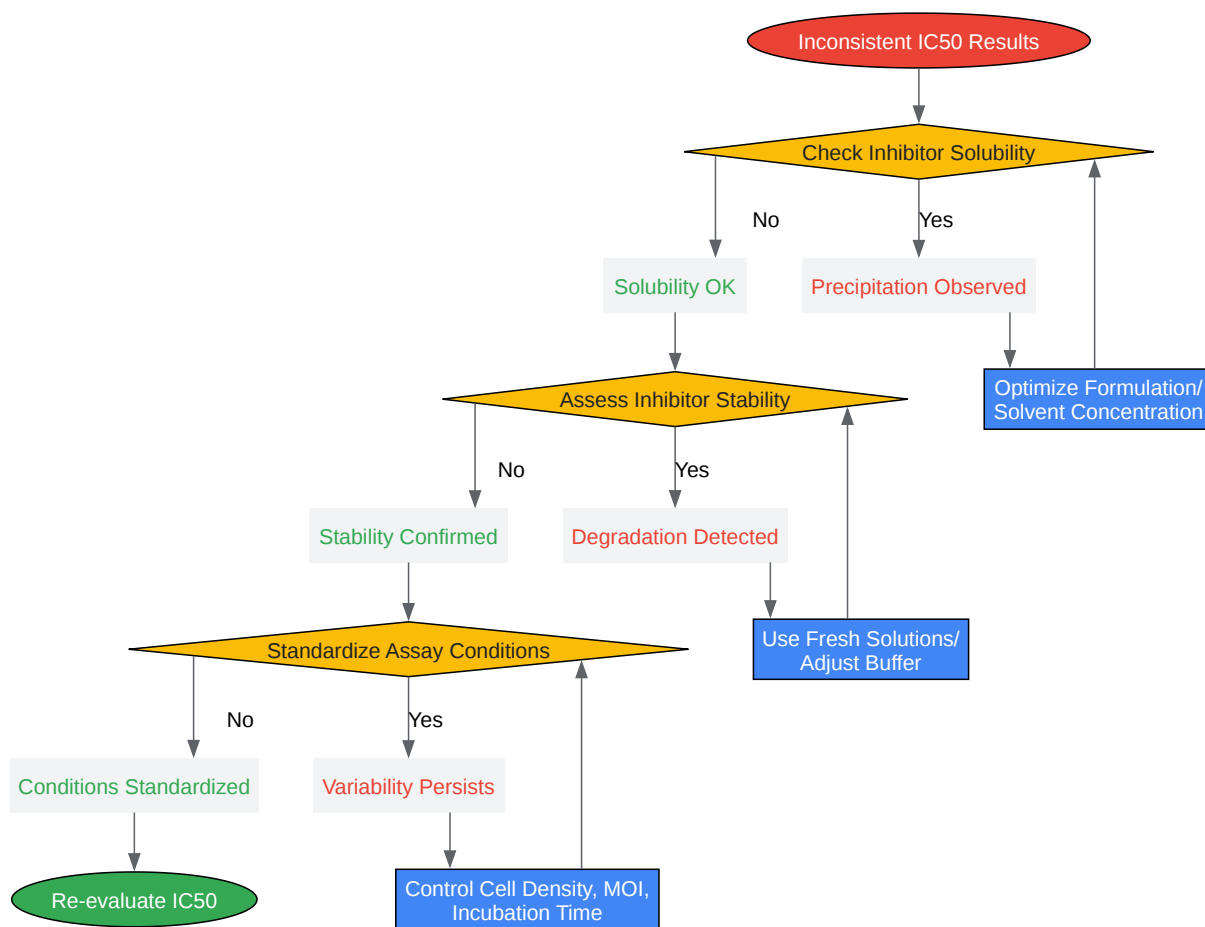 Inconsistent IC50 Results
Check Inhibitor Solubility
No
Yes
Solubility OK
Precipitation Observed
Optimize Formulation/
Solvent Concentration
Assess Inhibitor Stability
No
Yes
Stability Confirmed
Degradation Detected
Use Fresh Solutions/
Adjust Buffer
Standardize Assay Conditions
No
Yes
Conditions Standardized
Variability Persists
Re-evaluate IC50
Control Cell Density, MOI,
Incubation Time